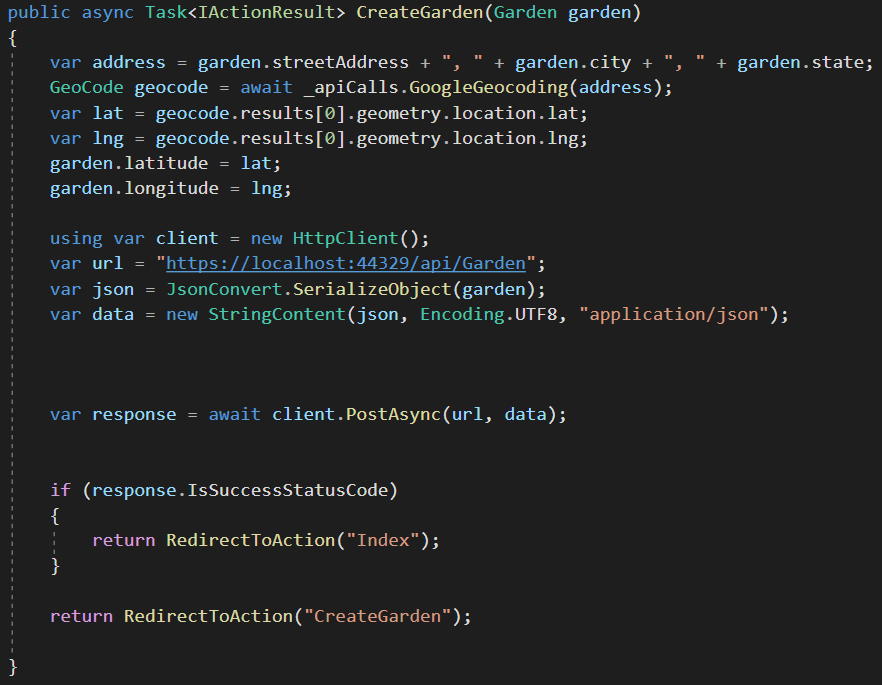 public async Task<IActionResult> CreateGarden(Garden garden)
{
var address = garden.streetAddress + ", " + garden.city + ", " + garden.state;
GeoCode geocode = await _apiCalls.GoogleGeocoding(address);
var lat = geocode.results[0].geometry.location.lat;
var lng = geocode.results[0].geometry.location.lng;
garden.latitude = lat;
garden.longitude = lng;
using var client = new HttpClient();
var url = "https://localhost:44329/api/Garden";
var json = JsonConvert.SerializeObject(garden);
var data = new StringContent(json, Encoding.UTF8, "application/json");
var response = await client.PostAsync(url, data);
if (response.IsSuccessStatusCode)
{
return RedirectToAction("Index");
}
return RedirectToAction("CreateGarden");
}